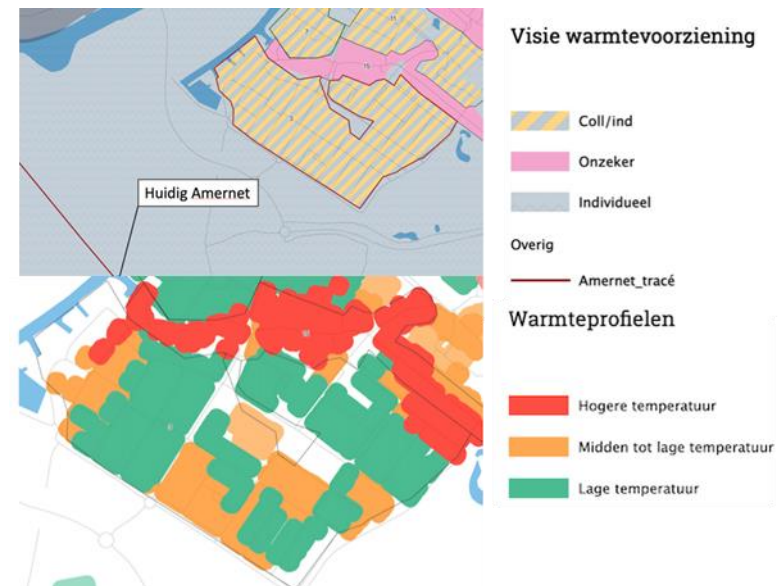 Visie warmtevoorziening
Coll/ind
Onzeker
Individueel
Overig
Amernet_tracé
Huidig Amernet
Warmteprofielen
Hogere temperatuur
Midden tot lage temperatuur
Lage temperatuur